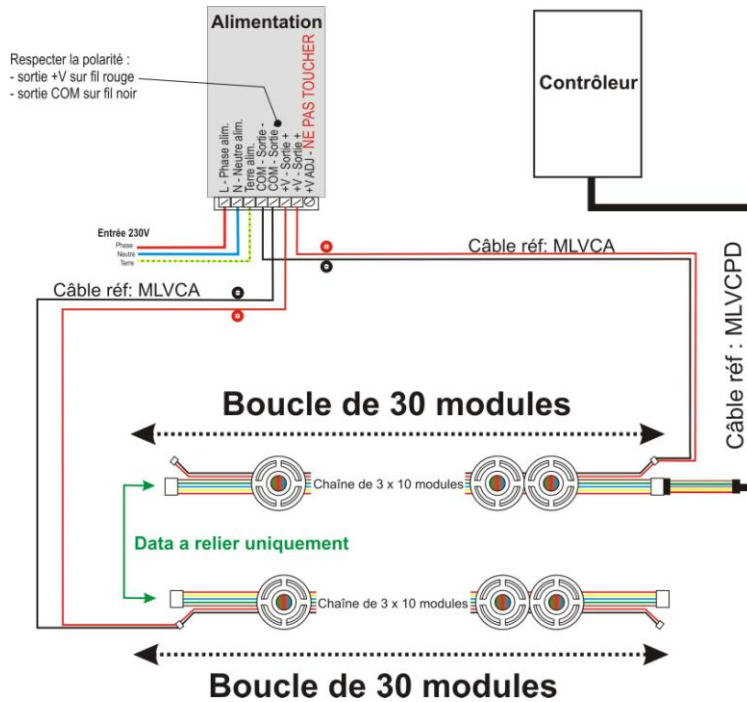 Alimentation
Respecter la polarité :
- sortie +V sur fil rouge
- sortie COM sur fil noir
L - Phase alim.
N - Neutre alim.
Terre alim.
COM - Sortie -
COM - Sortie -
+V - Sortie +
+V - Sortie +
+V ADJ - NE PAS TOUCHER
Contrôleur
Entrée 230V
Phase
Neutre
Terre
Câble réf: MLVCA
Câble réf: MLVCA
Câble réf : MLVCPD
Boucle de 30 modules
Chaîne de 3 x 10 modules
Data a relier uniquement
Chaîne de 3 x 10 modules
Boucle de 30 modules